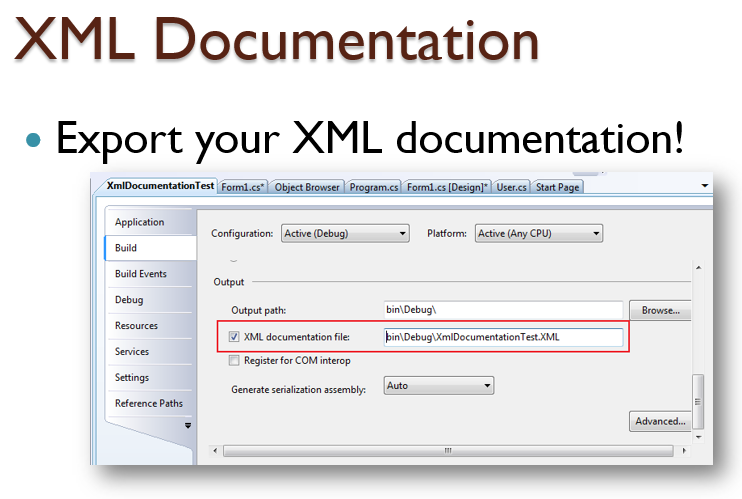 XML Documentation
• Export your XML documentation!
XmlDocumentationTest Form1.cs* Object Browser Program.cs Form1.cs [Design]* User.cs Start Page
Application
Configuration: Active (Debug) Platform: Active (Any CPU)
Build
Build Events
Output
Debug
Output path: bin\Debug\ Browse...
Resources
XML documentation file: bin\Debug\XmlDocumentationTest.XML
Services
Register for COM interop
Settings
Generate serialization assembly: Auto
Reference Paths
Advanced...